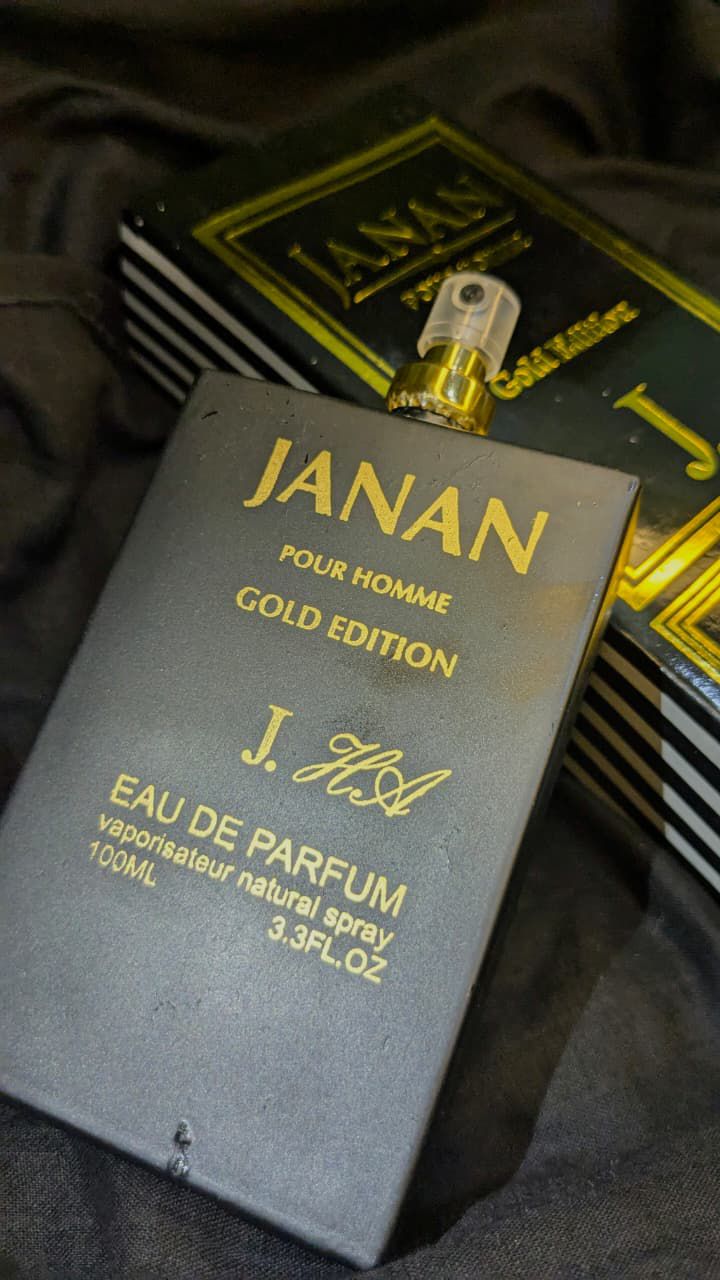 JANAN
Gold Edition
J.
JANAN
POUR HOMME
GOLD EDITION
J. HA
EAU DE PARFUM
vaporisateur natural spray
100ML
3.3FL.OZ